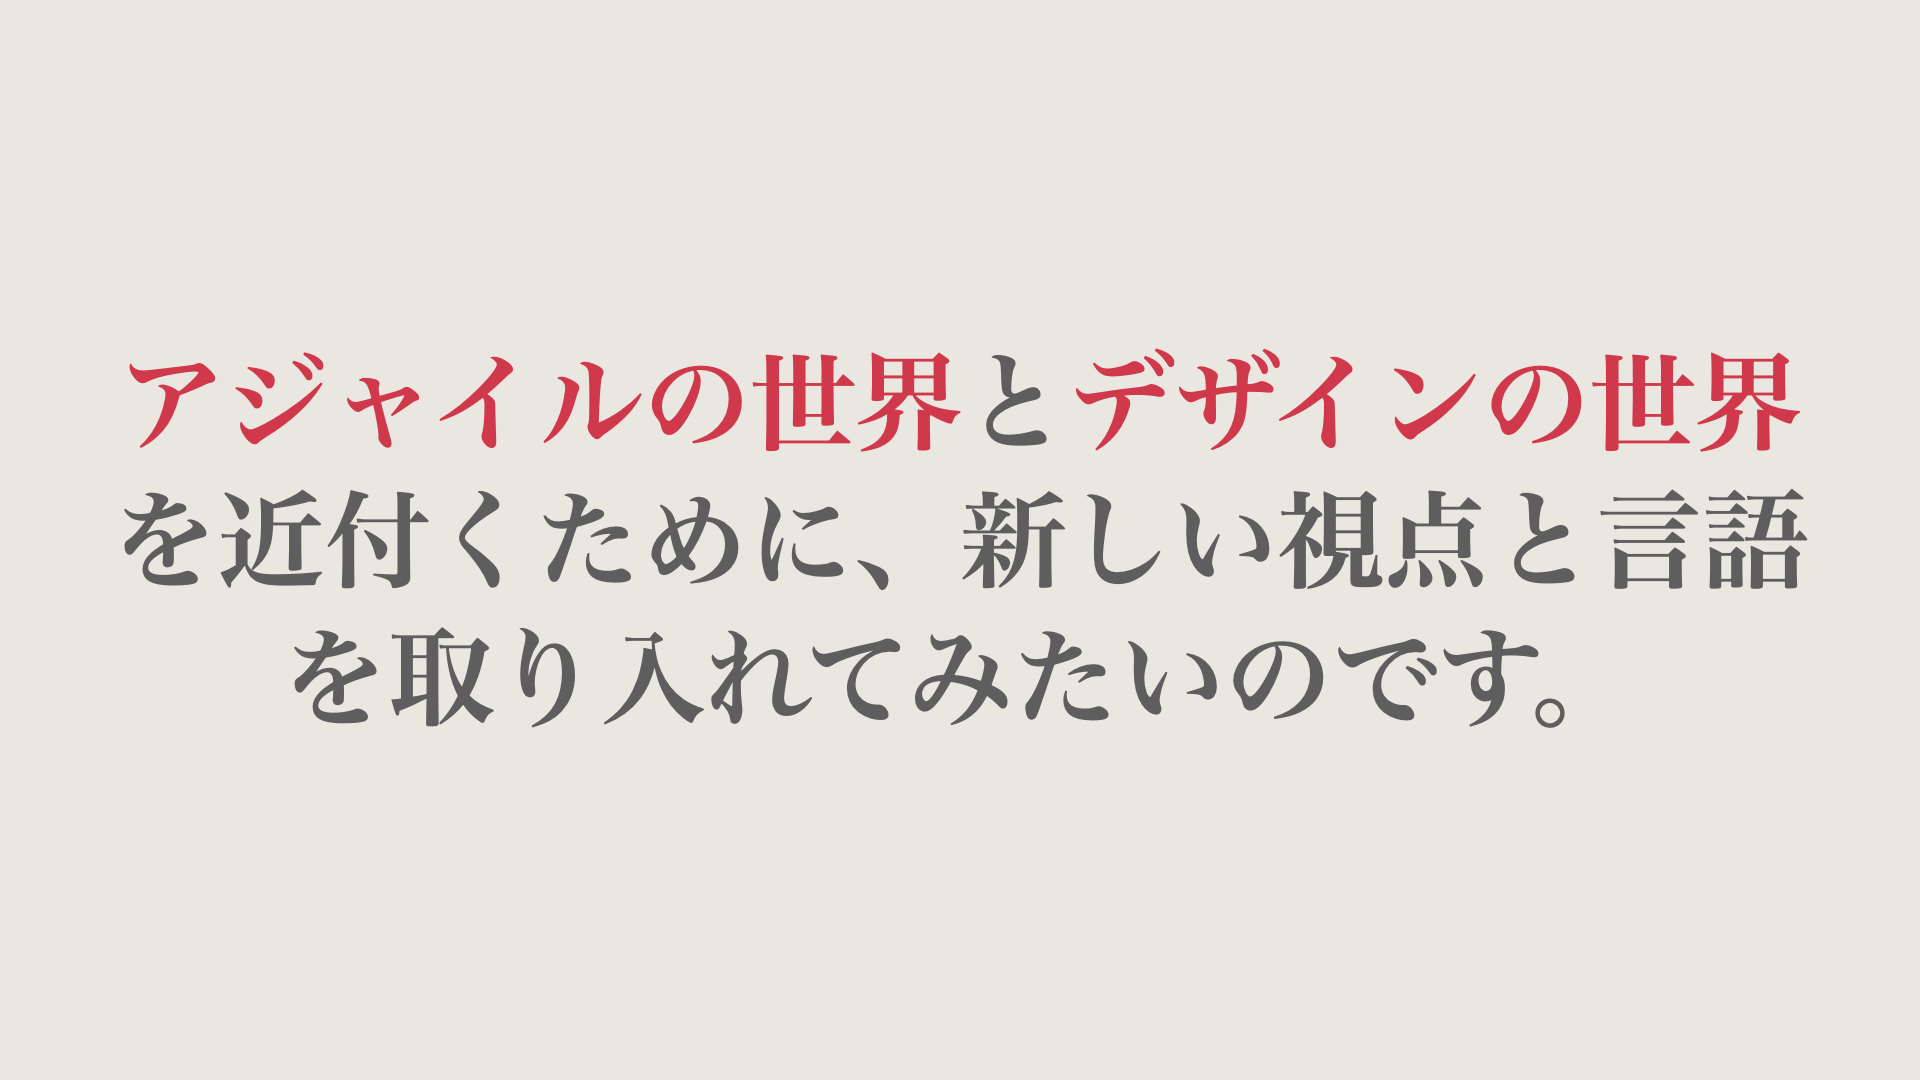 アジャイルの世界とデザインの世界
を近付くために、新しい視点と言語
を取り入れてみたいのです。